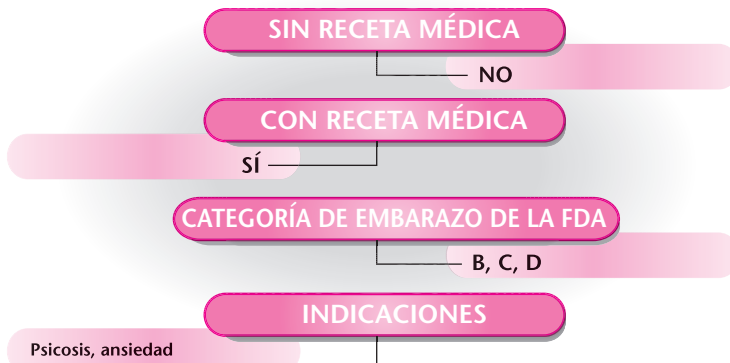 SIN RECETA MÉDICA
NO
CON RECETA MÉDICA
SÍ
CATEGORÍA DE EMBARAZO DE LA FDA
B, C, D
INDICACIONES
Psicosis, ansiedad